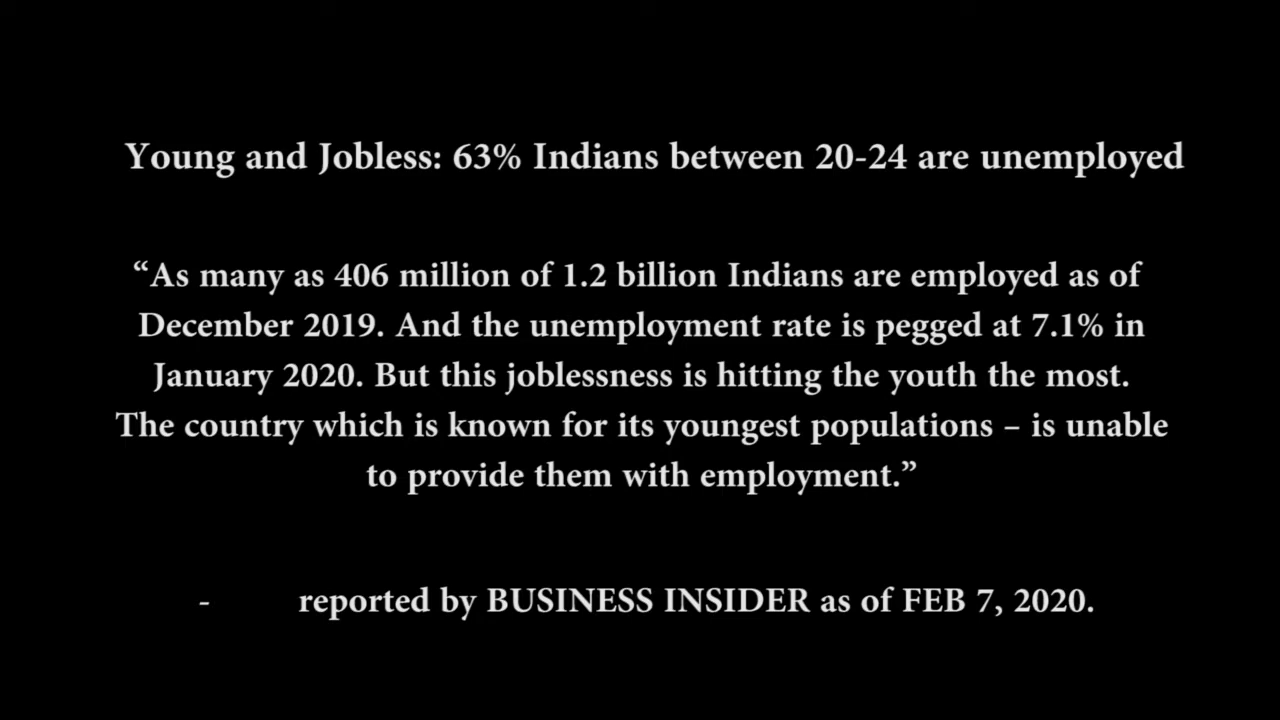 Young and Jobless: 63% Indians between 20-24 are unemployed
“As many as 406 million of 1.2 billion Indians are employed as of
December 2019. And the unemployment rate is pegged at 7.1% in
January 2020. But this joblessness is hitting the youth the most.
The country which is known for its youngest populations – is unable
to provide them with employment.”
- reported by BUSINESS INSIDER as of FEB 7, 2020.